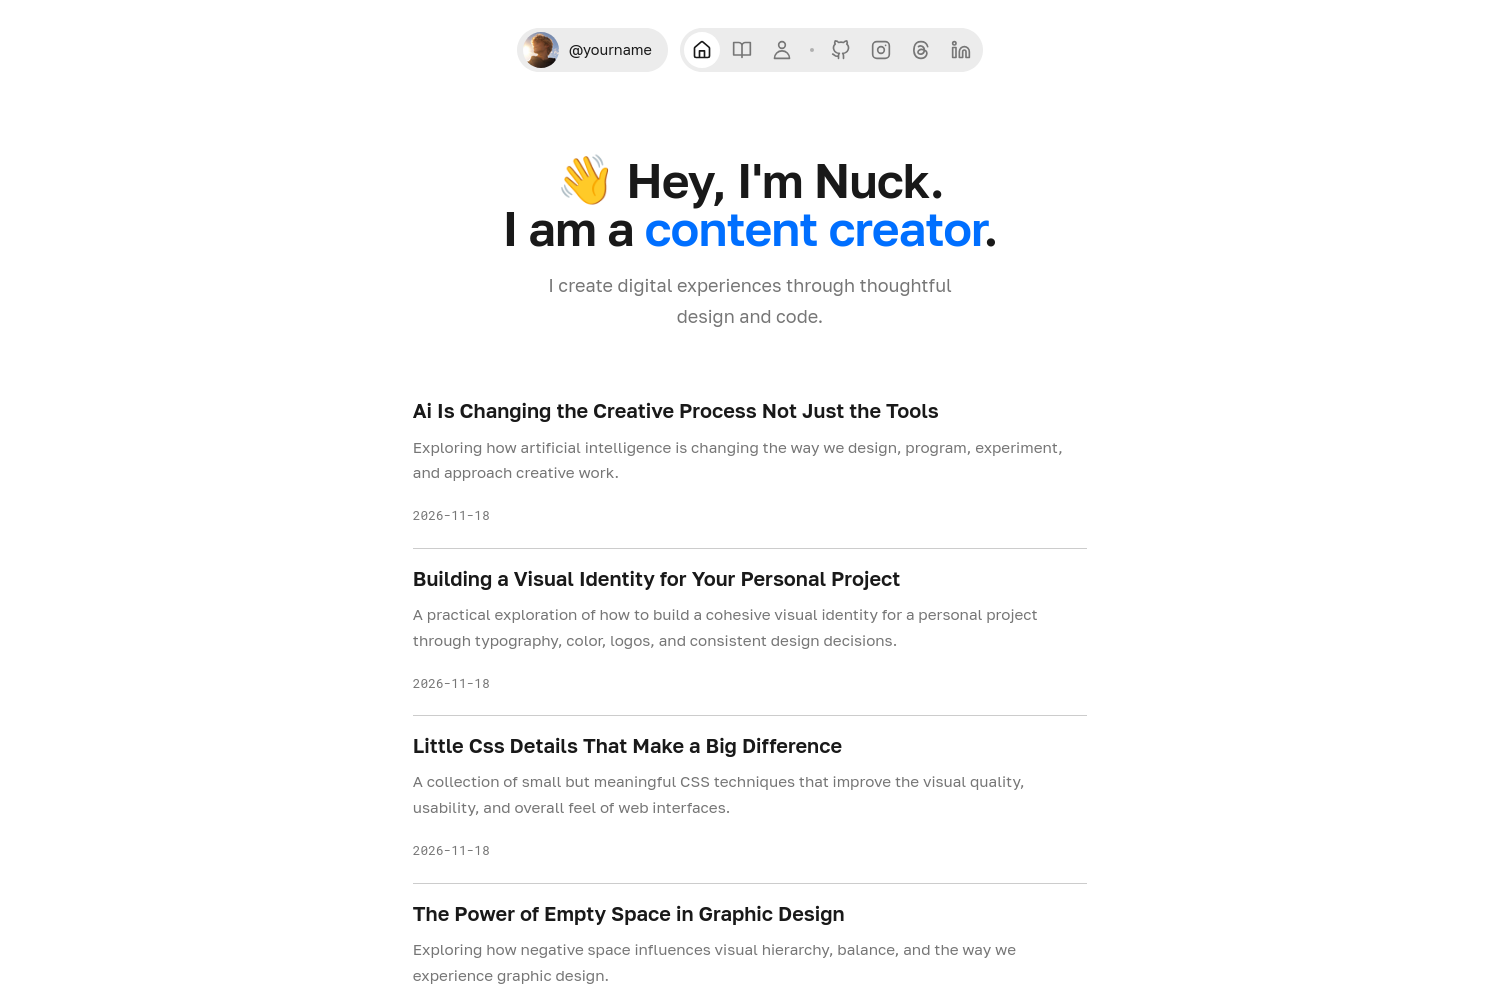 @yourname
👋 Hey, I'm Nuck.
I am a content creator.
I create digital experiences through thoughtful
design and code.
Ai Is Changing the Creative Process Not Just the Tools
Exploring how artificial intelligence is changing the way we design, program, experiment,
and approach creative work.
2026-11-18
Building a Visual Identity for Your Personal Project
A practical exploration of how to build a cohesive visual identity for a personal project
through typography, color, logos, and consistent design decisions.
2026-11-18
Little Css Details That Make a Big Difference
A collection of small but meaningful CSS techniques that improve the visual quality,
usability, and overall feel of web interfaces.
2026-11-18
The Power of Empty Space in Graphic Design
Exploring how negative space influences visual hierarchy, balance, and the way we
experience graphic design.